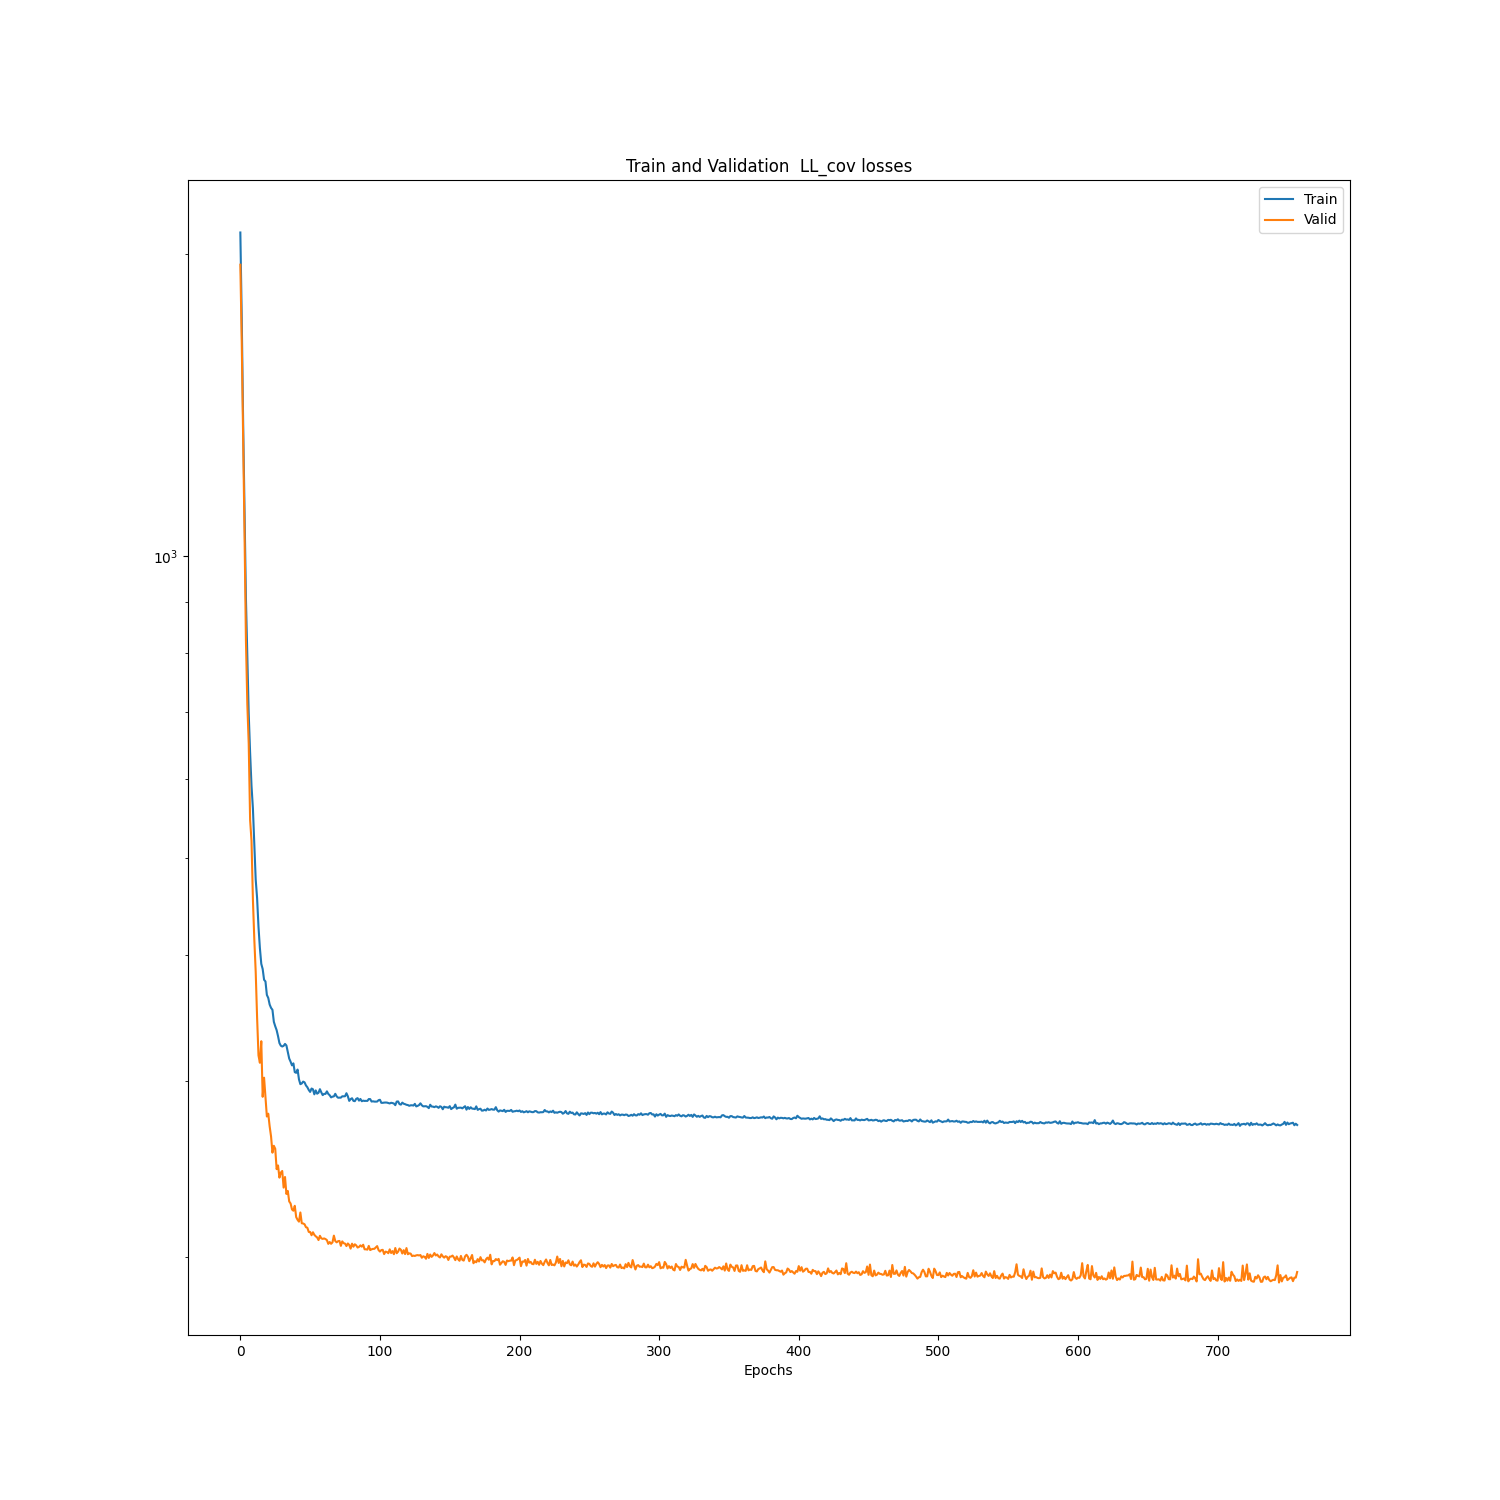 Train and Validation  LL_cov losses
Train
Valid
10³
0 100 200 300 400 500 600 700
Epochs